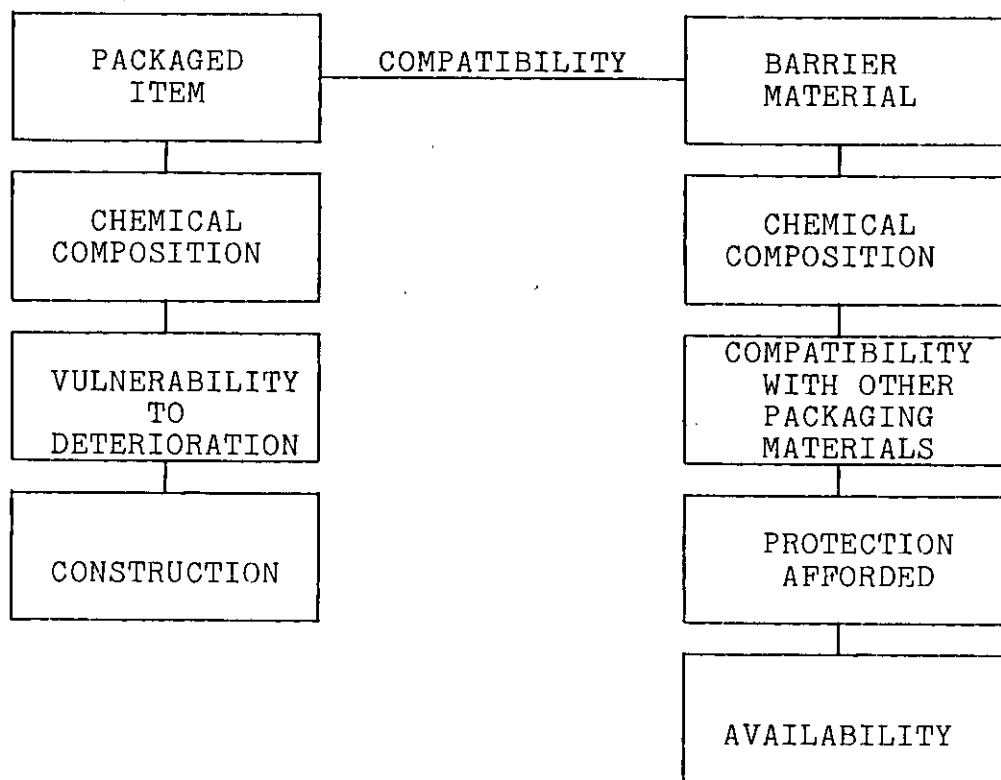 PACKAGED
ITEM
COMPATIBILITY
BARRIER
MATERIAL
CHEMICAL
COMPOSITION
CHEMICAL
COMPOSITION
VULNERABILITY
TO
DETERIORATION
COMPATIBILITY
WITH OTHER
PACKAGING
MATERIALS
CONSTRUCTION
PROTECTION
AFFORDED
AVAILABILITY